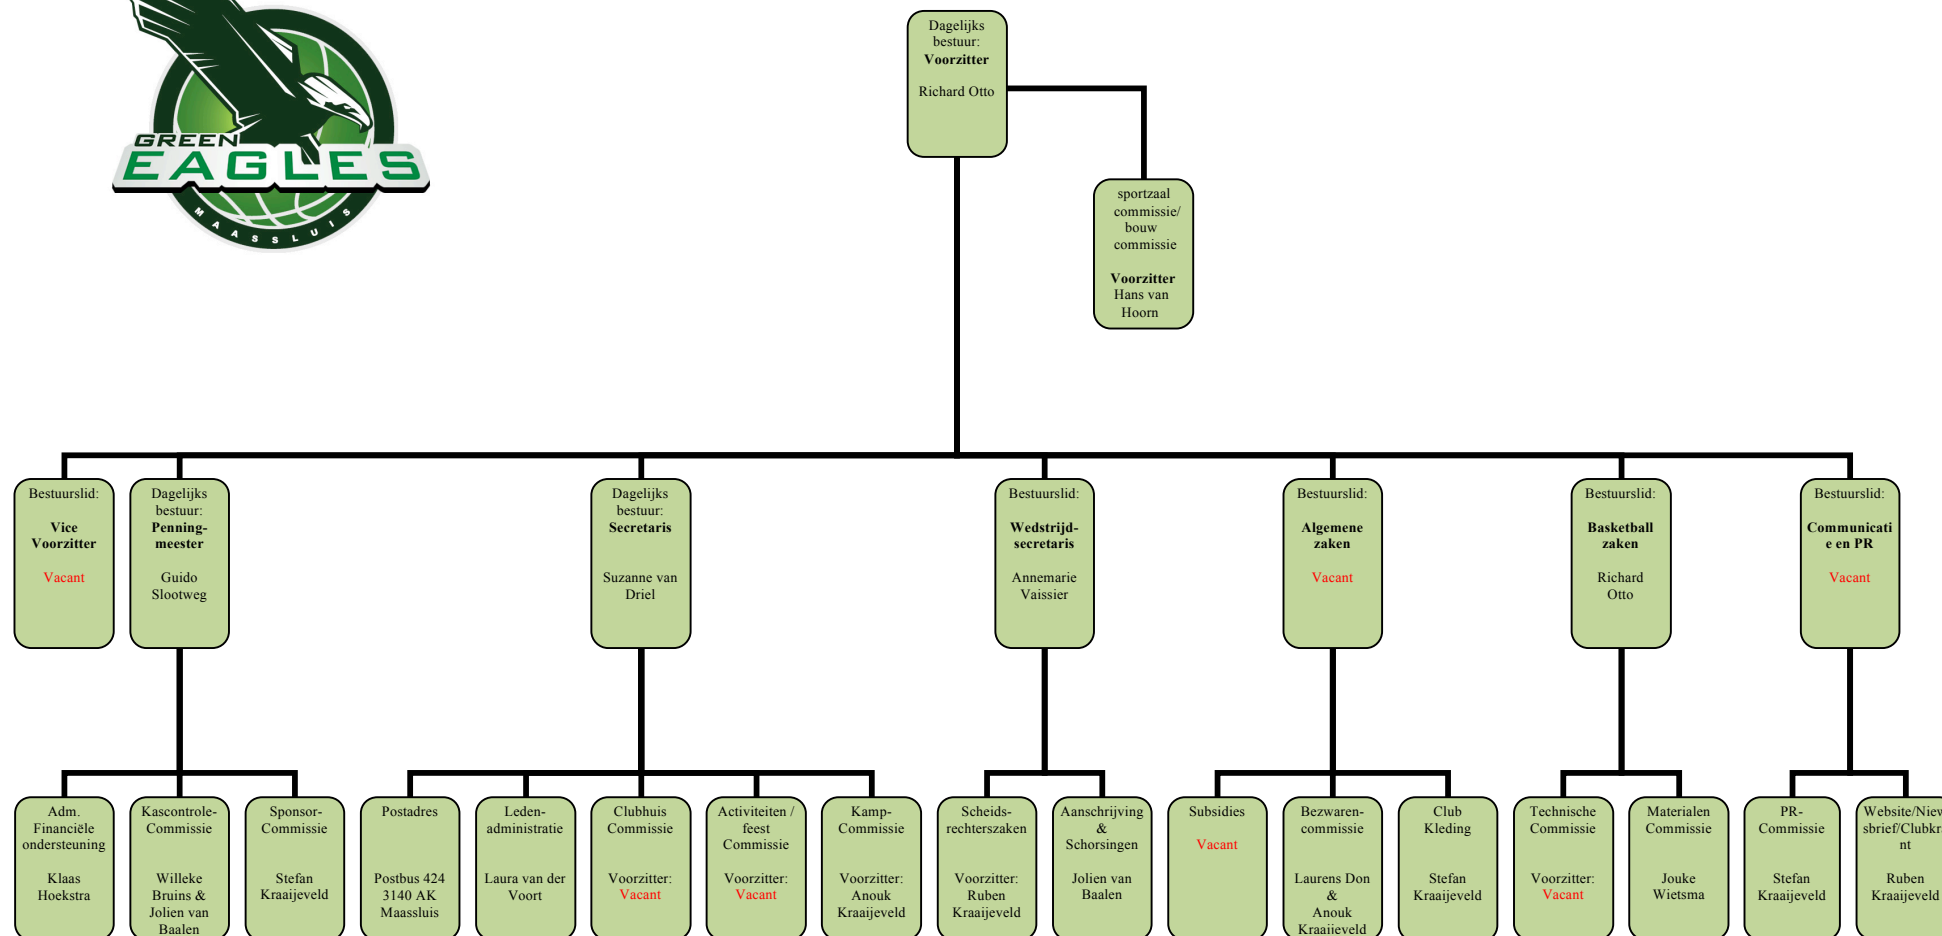 GREEN
EAGLES
MAASSLUIS
Dagelijks
bestuur:
Voorzitter
Richard Otto
sportzaal
commissie/
bouw
commissie
Voorzitter
Hans van
Hoorn
Bestuurslid:
Vice
Voorzitter
Vacant
Dagelijks
bestuur:
Penning-
meester
Guido
Slootweg
Dagelijks
bestuur:
Secretaris
Suzanne van
Driel
Bestuurslid:
Wedstrijd-
secretaris
Annemarie
Vaissier
Bestuurslid:
Algemene
zaken
Vacant
Bestuurslid:
Basketball
zaken
Richard
Otto
Bestuurslid:
Communicati
e en PR
Vacant
Adm.
Financiële
ondersteuning
Klaas
Hoekstra
Kascontrole-
Commissie
Willeke
Bruins &
Jolien van
Baalen
Sponsor-
Commissie
Stefan
Kraaijeveld
Postadres
Postbus 424
3140 AK
Maassluis
Leden-
administratie
Laura van der
Voort
Clubhuis
Commissie
Voorzitter:
Vacant
Activiteiten /
feest
Commissie
Voorzitter:
Vacant
Kamp-
Commissie
Voorzitter:
Anouk
Kraaijeveld
Scheids-
rechterszaken
Voorzitter:
Ruben
Kraaijeveld
Aanschrijving
&
Schorsingen
Jolien van
Baalen
Subsidies
Vacant
Bezwaren-
commissie
Laurens Don
&
Anouk
Kraaijeveld
Club
Kleding
Stefan
Kraaijeveld
Technische
Commissie
Voorzitter:
Vacant
Materialen
Commissie
Jouke
Wietsma
PR-
Commissie
Stefan
Kraaijeveld
Website/Niew
sbrief/Clubkra
nt
Ruben
Kraaijeveld